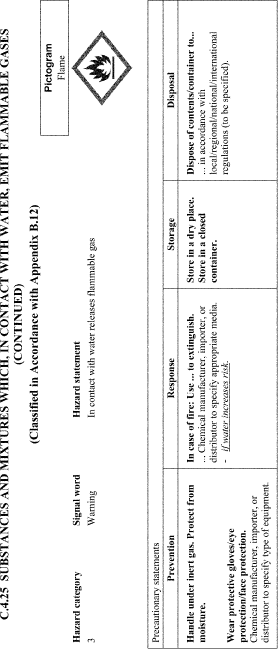 C.4.25 SUBSTANCES AND MIXTURES WHICH, IN CONTACT WITH WATER, EMIT FLAMMABLE GASES
(CONTINUED)
(Classified in Accordance with Appendix B.12)
Pictogram
Flame
Hazard category
Signal word
Hazard statement
3
Warning
In contact with water releases flammable gas
Precautionary statements
Prevention
Response
Storage
Disposal
Handle under inert gas. Protect from
moisture.
Wear protective gloves/eye
protection/face protection.
Chemical manufacturer, importer, or
distributor to specify type of equipment.
In case of fire: Use ... to extinguish.
... Chemical manufacturer, importer, or
distributor to specify appropriate media.
- if water increases risk.
Store in a dry place.
Store in a closed
container.
Dispose of contents/container to...
... in accordance with
local/regional/national/international
regulations (to be specified).